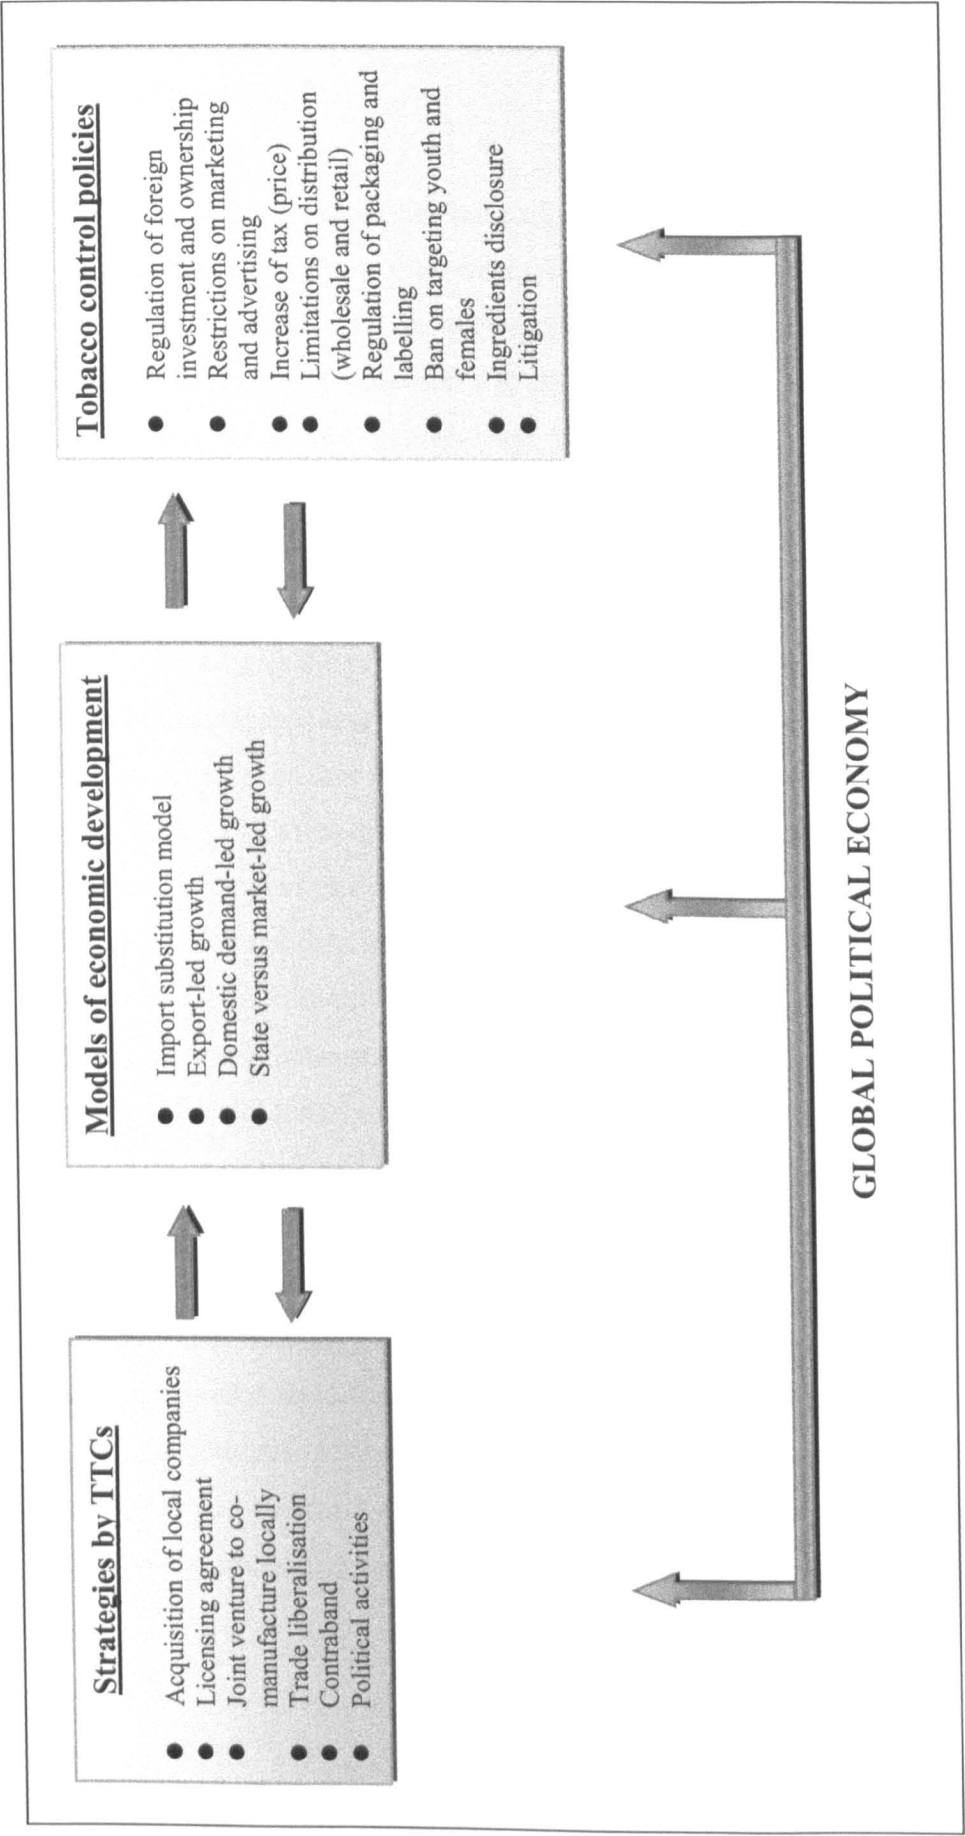 Strategies by TTCs
● Acquisition of local companies
● Licensing agreement
● Joint venture to co-
manufacture locally
● Trade liberalisation
● Contraband
● Political activities
Models of economic development
● Import substitution model
● Export-led growth
● Domestic demand-led growth
● State versus market-led growth
Tobacco control policies
● Regulation of foreign
investment and ownership
● Restrictions on marketing
and advertising
● Increase of tax (price)
● Limitations on distribution
(wholesale and retail)
● Regulation of packaging and
labelling
● Ban on targeting youth and
females
● Ingredients disclosure
● Litigation
GLOBAL POLITICAL ECONOMY